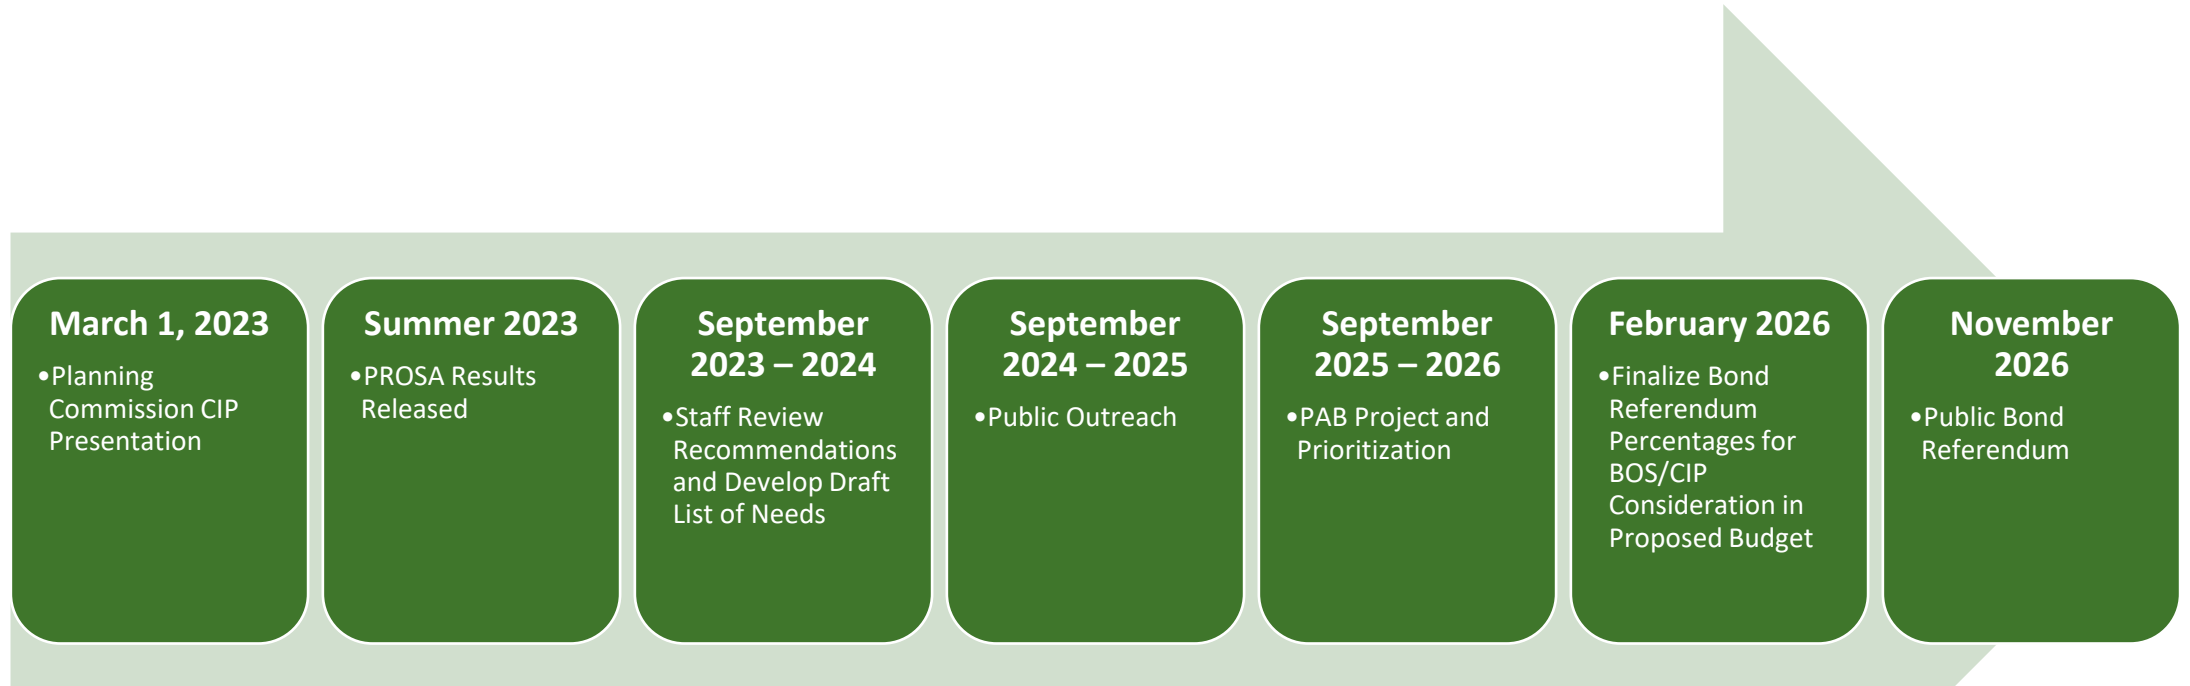 March 1, 2023
•Planning
Commission CIP
Presentation
Summer 2023
•PROSA Results
Released
September
2023 – 2024
•Staff Review
Recommendations
and Develop Draft
List of Needs
September
2024 – 2025
•Public Outreach
September
2025 – 2026
•PAB Project and
Prioritization
February 2026
•Finalize Bond
Referendum
Percentages for
BOS/CIP
Consideration in
Proposed Budget
November
2026
•Public Bond
Referendum